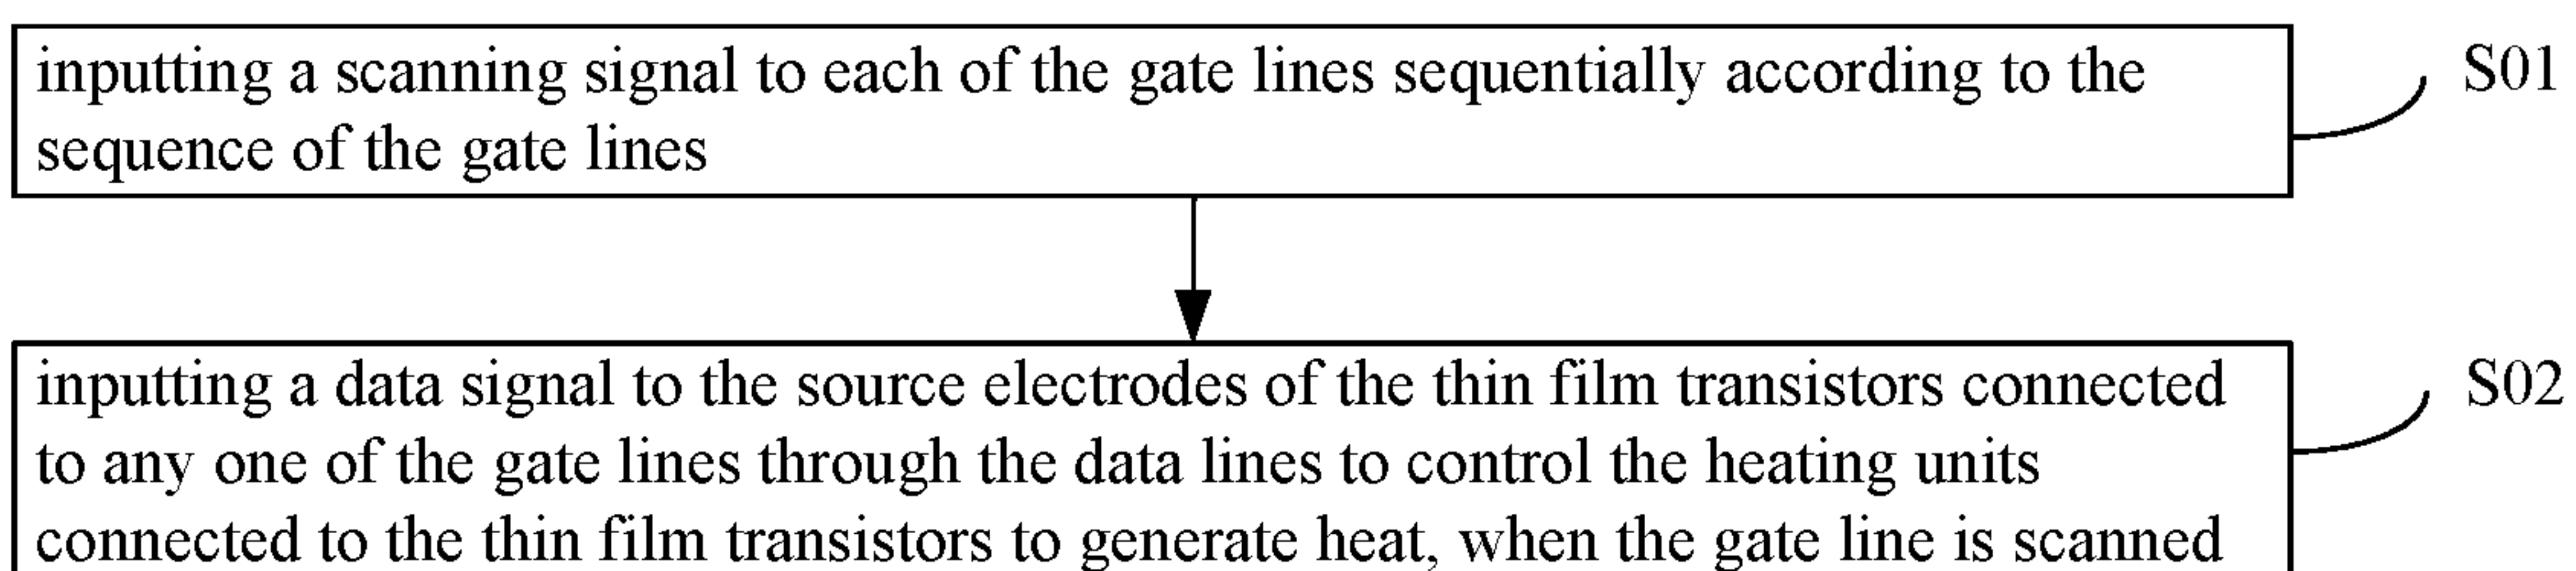 inputting a scanning signal to each of the gate lines sequentially according to the
S01
sequence of the gate lines
inputting a data signal to the source electrodes of the thin film transistors connected
S02
to any one of the gate lines through the data lines to control the heating units
connected to the thin film transistors to generate heat, when the gate line is scanned